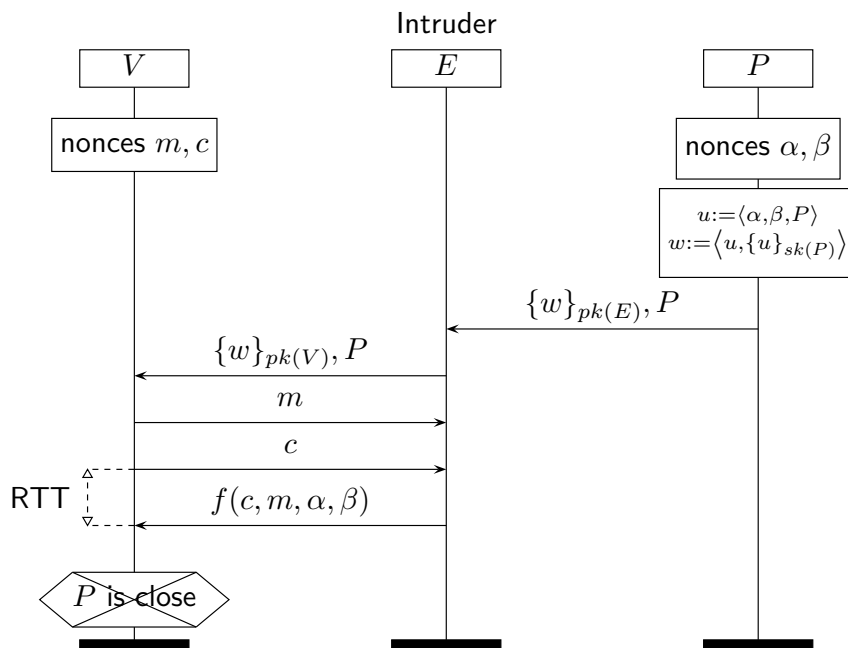 Intruder
V
E
P
nonces m, c
nonces α, β
u:=⟨α,β,P⟩
w:=⟨u,{u}_{sk(P)}⟩
{w}_{pk(E)}, P
{w}_{pk(V)}, P
m
c
RTT
f(c, m, α, β)
P is close